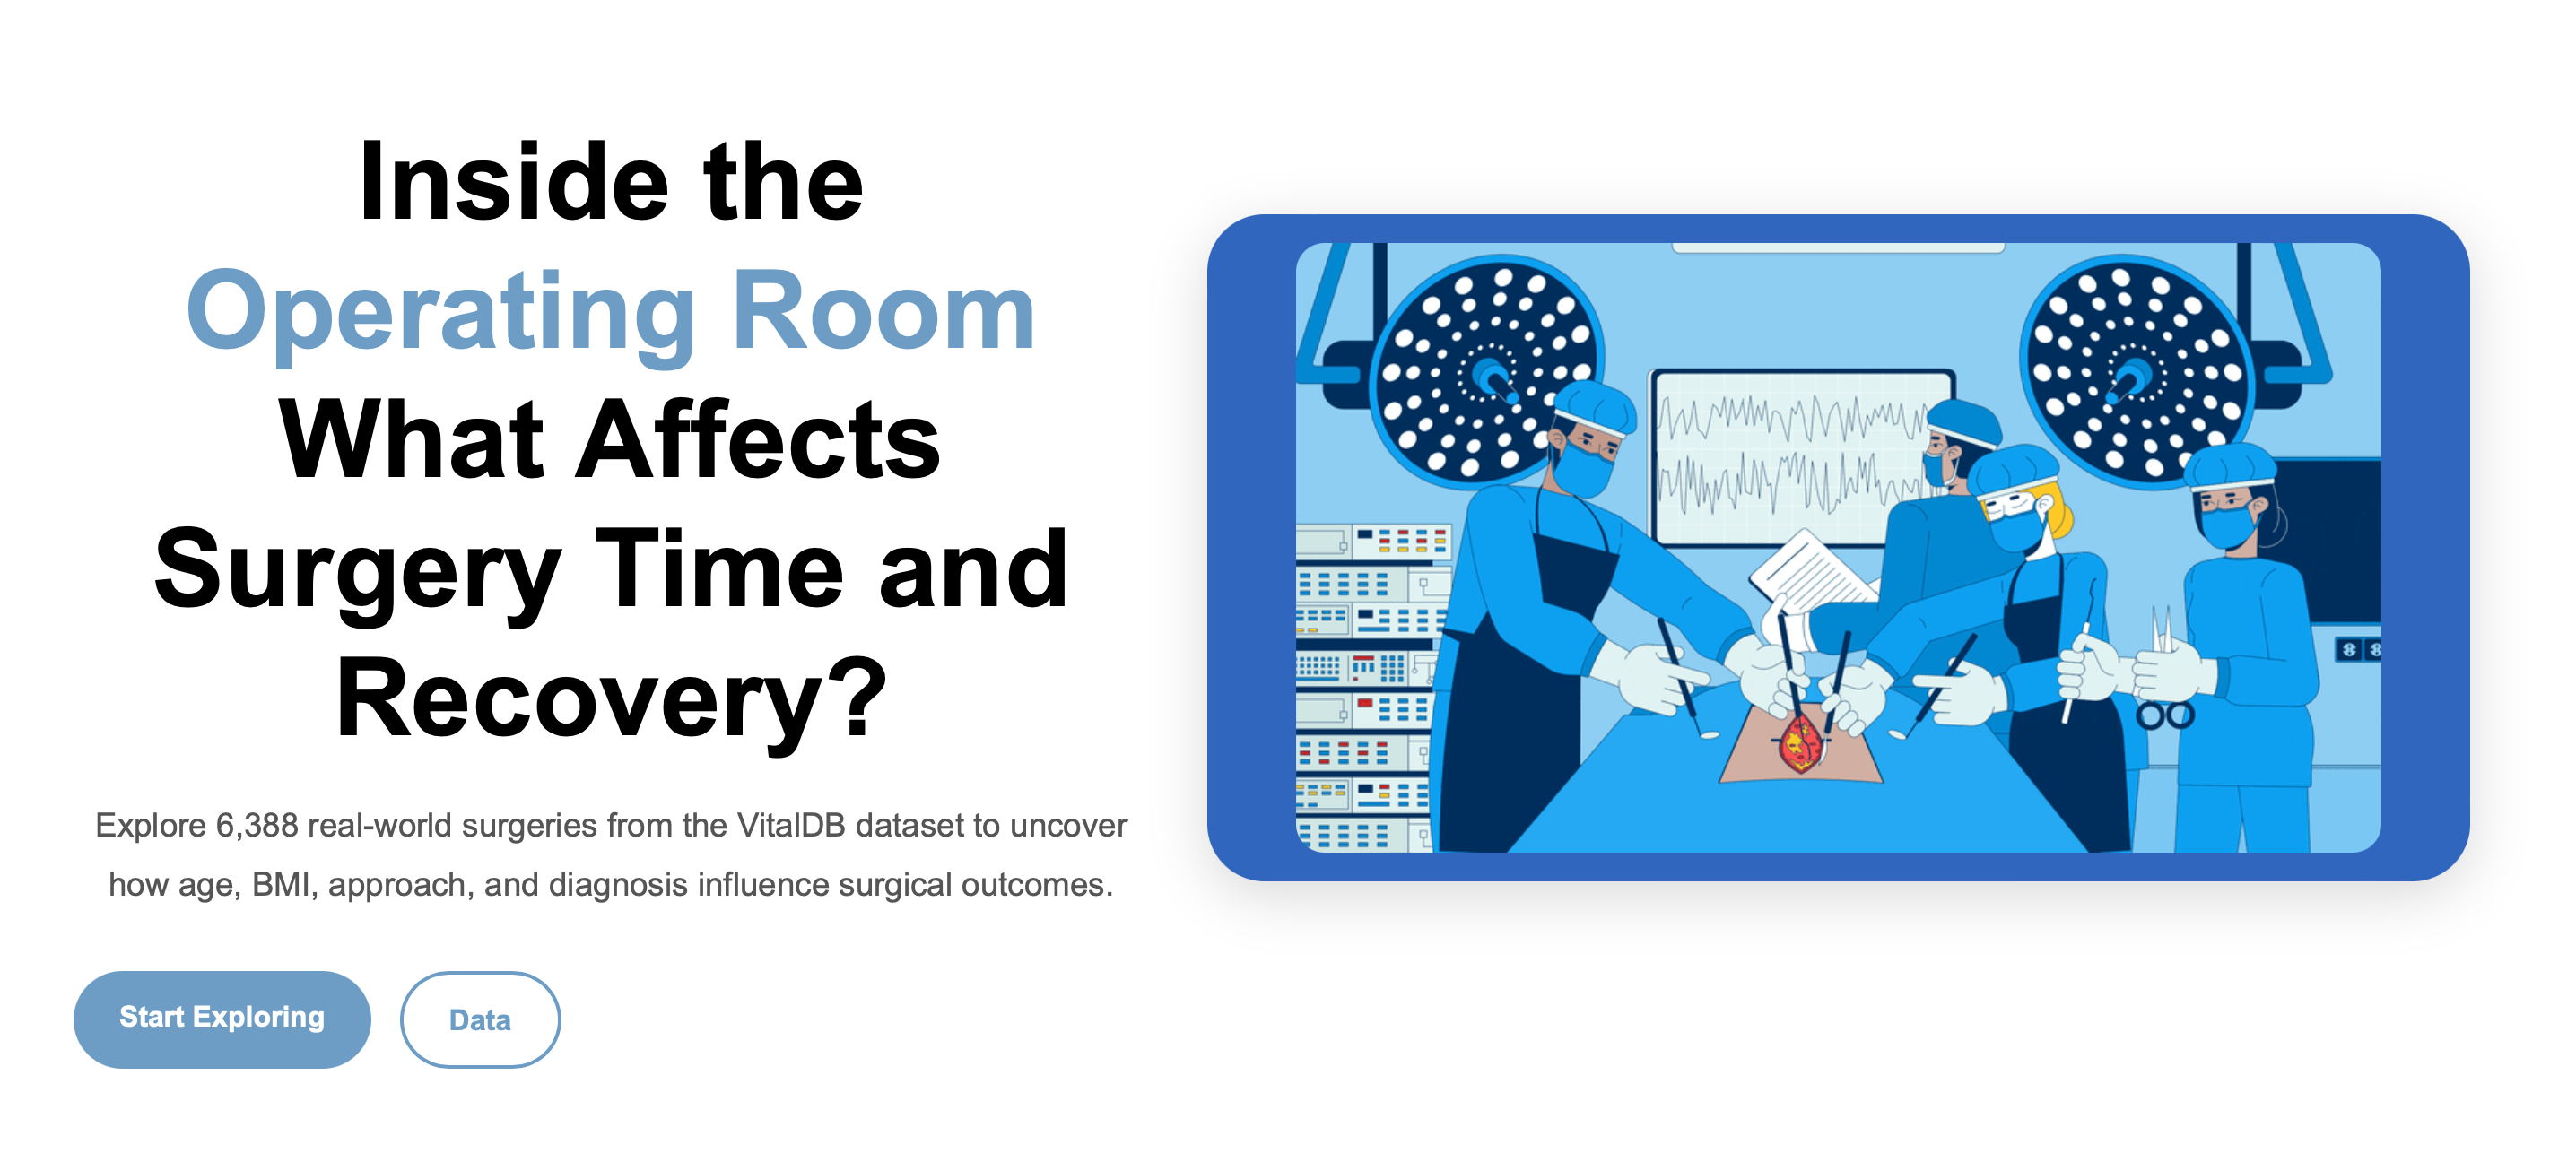 Inside the
Operating Room
What Affects
Surgery Time and
Recovery?
Explore 6,388 real-world surgeries from the VitalDB dataset to uncover
how age, BMI, approach, and diagnosis influence surgical outcomes.
Start Exploring
Data